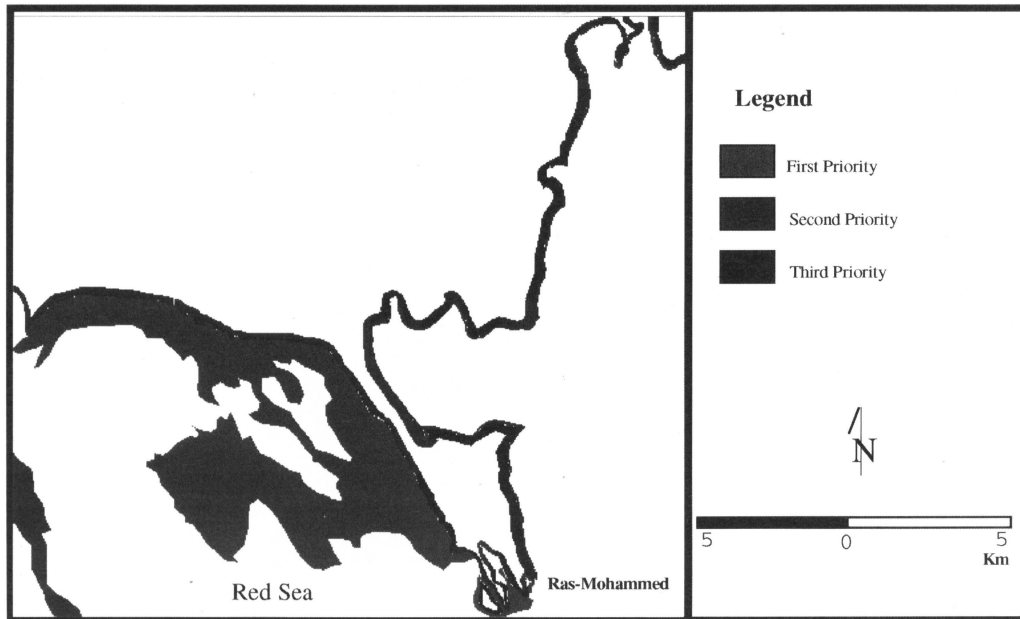 Legend
First Priority
Second Priority
Third Priority
N
5 0 5
Km
Ras-Mohammed
Red Sea